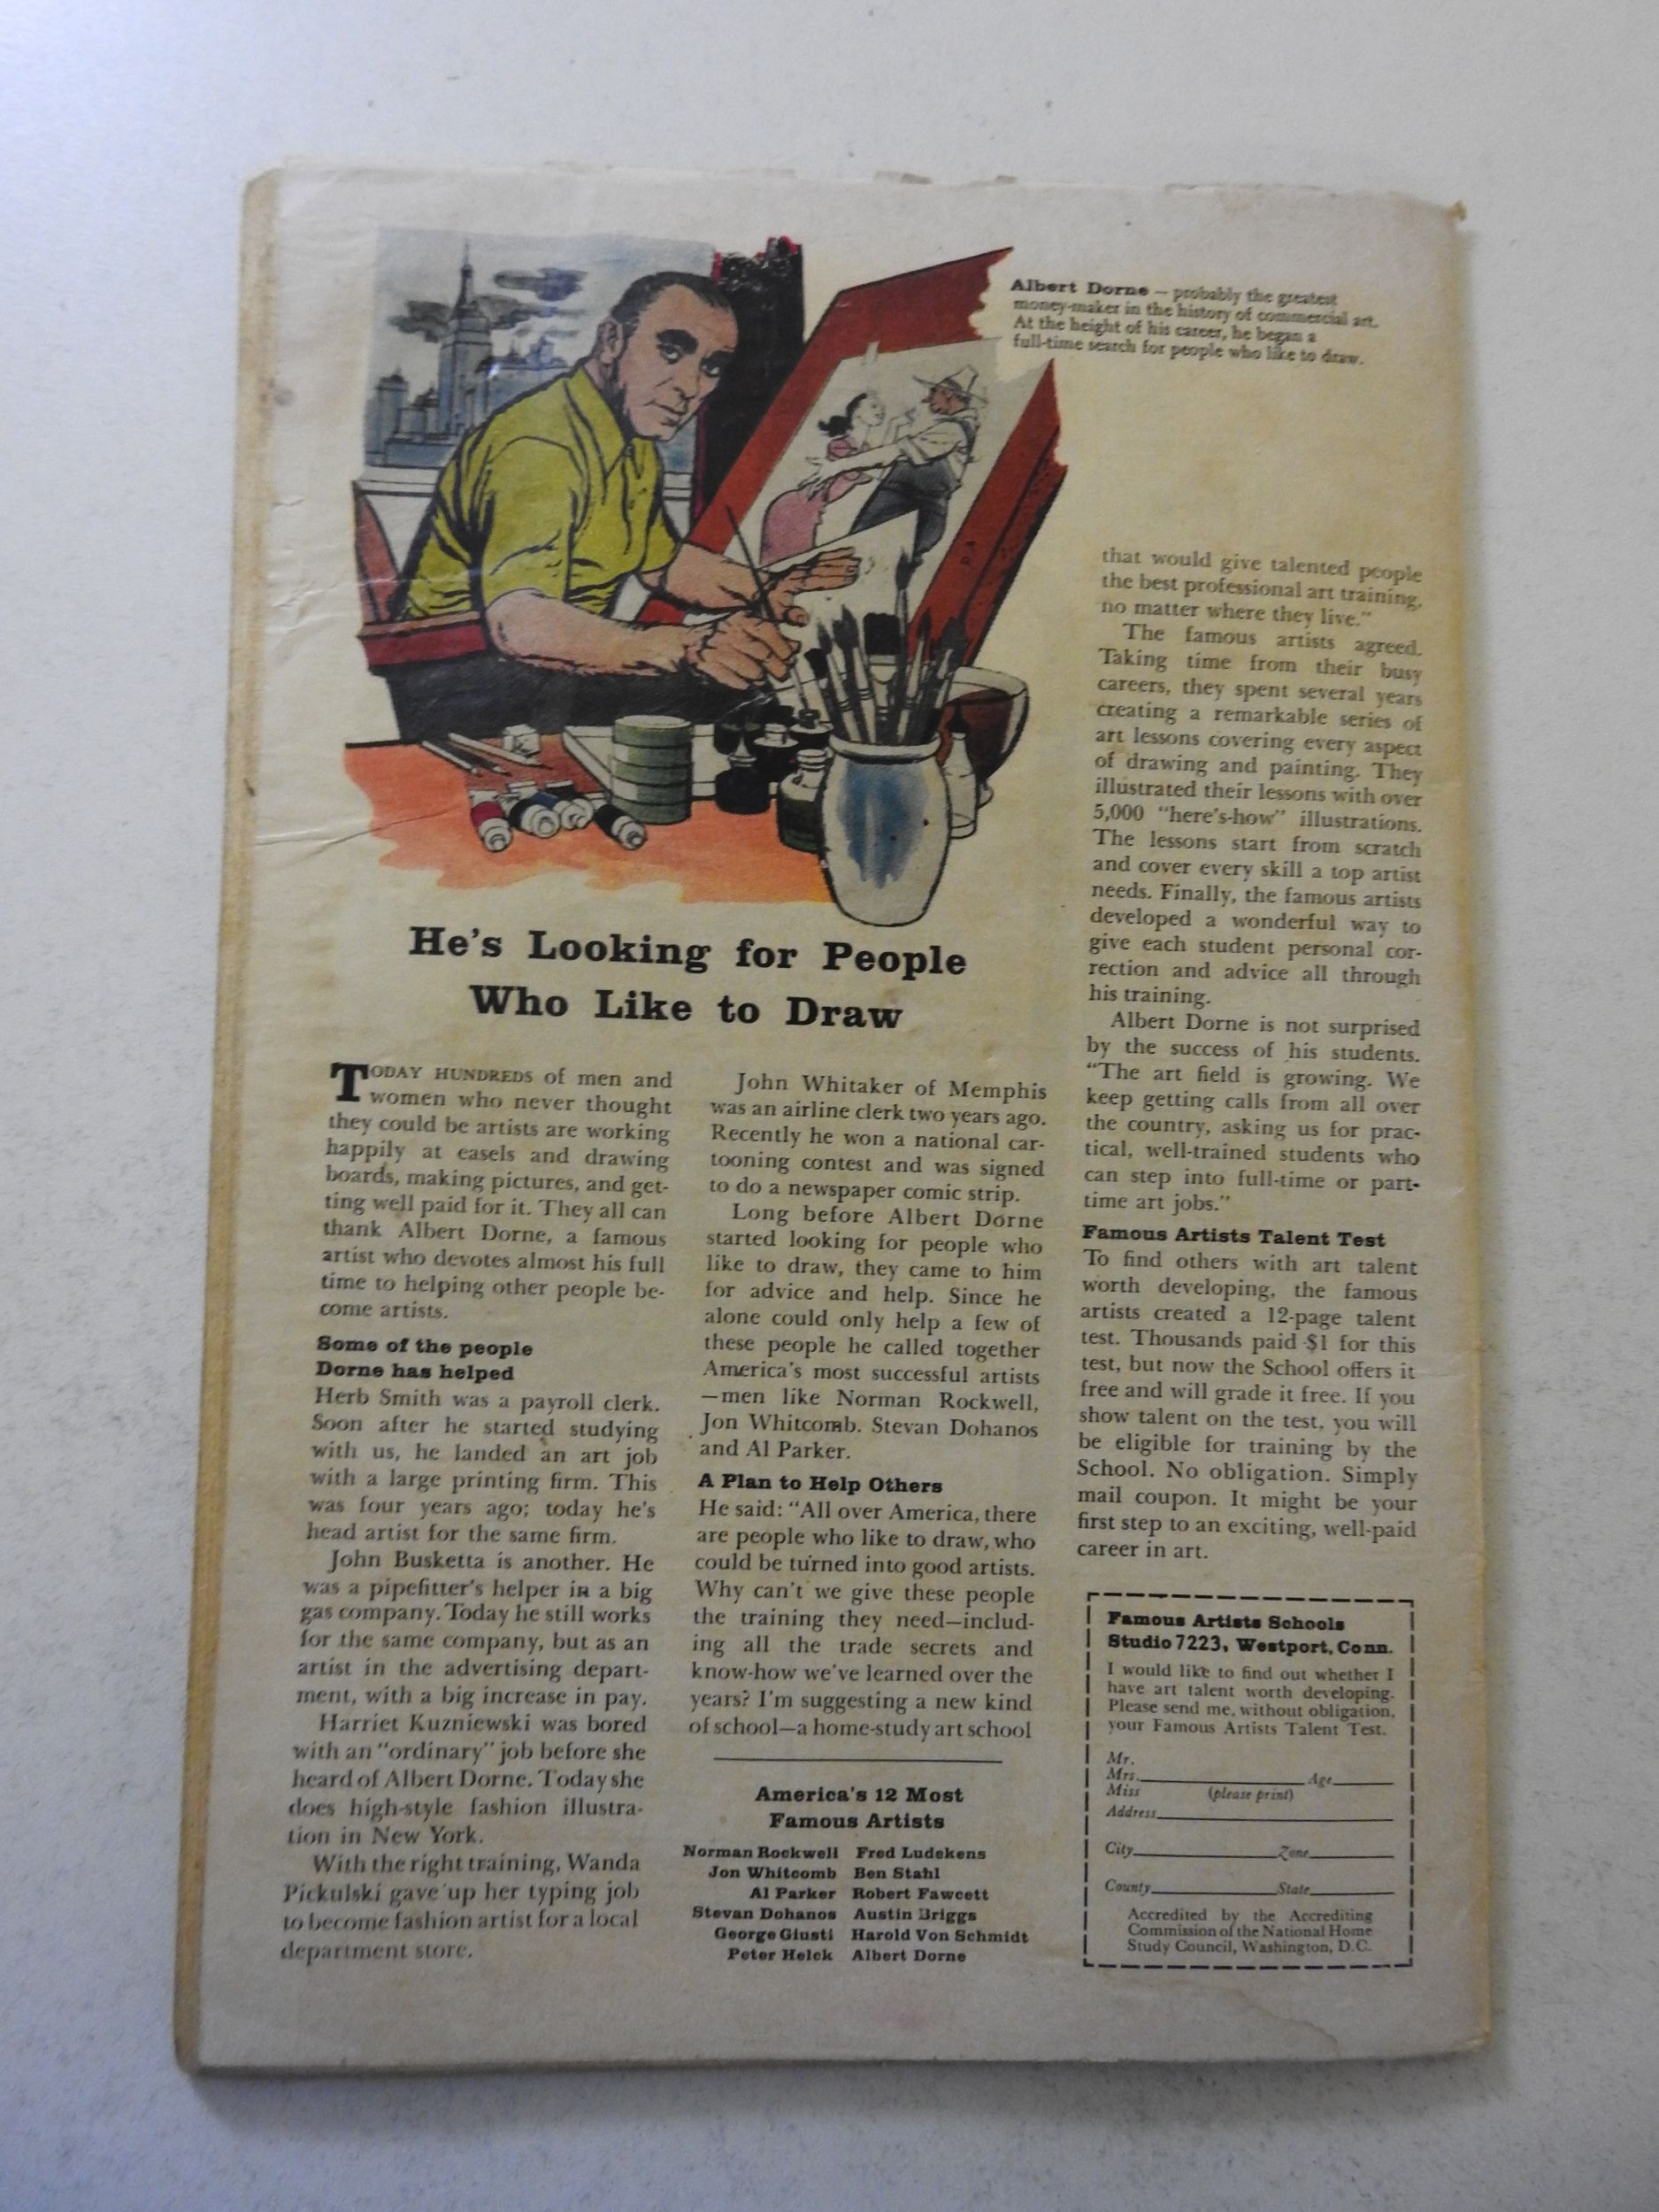 Albert Dorne — probably the greatest
money-maker in the history of commercial art.
At the height of his career, he began a
full-time search for people who like to draw.
He's Looking for People
Who Like to Draw
TODAY HUNDREDS of men and
women who never thought
they could be artists are working
happily at easels and drawing
boards, making pictures, and get-
ting well paid for it. They all can
thank Albert Dorne, a famous
artist who devotes almost his full
time to helping other people be-
come artists.
Some of the people
Dorne has helped
Herb Smith was a payroll clerk.
Soon after he started studying
with us, he landed an art job
with a large printing firm. This
was four years ago; today he's
head artist for the same firm.
John Busketta is another. He
was a pipefitter's helper in a big
gas company. Today he still works
for the same company, but as an
artist in the advertising depart-
ment, with a big increase in pay.
Harriet Kuzniewski was bored
with an "ordinary" job before she
heard of Albert Dorne. Today she
does high-style fashion illustra-
tion in New York.
With the right training, Wanda
Pickulski gave up her typing job
to become fashion artist for a local
department store.
John Whitaker of Memphis
was an airline clerk two years ago.
Recently he won a national car-
tooning contest and was signed
to do a newspaper comic strip.
Long before Albert Dorne
started looking for people who
like to draw, they came to him
for advice and help. Since he
alone could only help a few of
these people he called together
America's most successful artists
—men like Norman Rockwell,
Jon Whitcomb. Stevan Dohanos
and Al Parker.
A Plan to Help Others
He said: "All over America, there
are people who like to draw, who
could be turned into good artists.
Why can't we give these people
the training they need—includ-
ing all the trade secrets and
know-how we've learned over the
years? I'm suggesting a new kind
of school—a home-study art school
America's 12 Most
Famous Artists
Norman Rockwell Fred Ludekens
Jon Whitcomb Ben Stahl
Al Parker Robert Fawcett
Stevan Dohanos Austin Briggs
George Giusti Harold Von Schmidt
Peter Helck Albert Dorne
that would give talented people
the best professional art training,
no matter where they live."
The famous artists agreed.
Taking time from their busy
careers, they spent several years
creating a remarkable series of
art lessons covering every aspect
of drawing and painting. They
illustrated their lessons with over
5,000 "here's-how" illustrations.
The lessons start from scratch
and cover every skill a top artist
needs. Finally, the famous artists
developed a wonderful way to
give each student personal cor-
rection and advice all through
his training.
Albert Dorne is not surprised
by the success of his students.
"The art field is growing. We
keep getting calls from all over
the country, asking us for prac-
tical, well-trained students who
can step into full-time or part-
time art jobs."
Famous Artists Talent Test
To find others with art talent
worth developing, the famous
artists created a 12-page talent
test. Thousands paid $1 for this
test, but now the School offers it
free and will grade it free. If you
show talent on the test, you will
be eligible for training by the
School. No obligation. Simply
mail coupon. It might be your
first step to an exciting, well-paid
career in art.
Famous Artists Schools
Studio 7223, Westport, Conn.
I would like to find out whether I
have art talent worth developing.
Please send me, without obligation,
your Famous Artists Talent Test.
Mr.
Mrs. Age
Miss (please print)
Address
City Zone
County State
Accredited by the Accrediting
Commission of the National Home
Study Council, Washington, D.C.